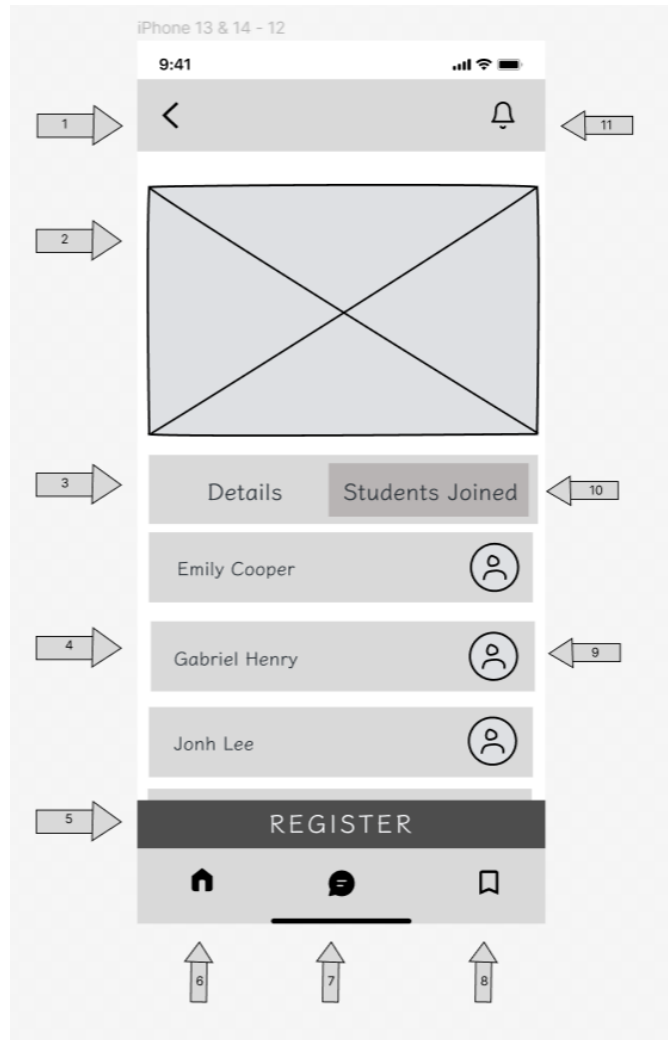 iPhone 13 & 14 - 12
9:41
1
11
2
3
Details
Students Joined
10
Emily Cooper
4
Gabriel Henry
9
Jonh Lee
5
REGISTER
6
7
8